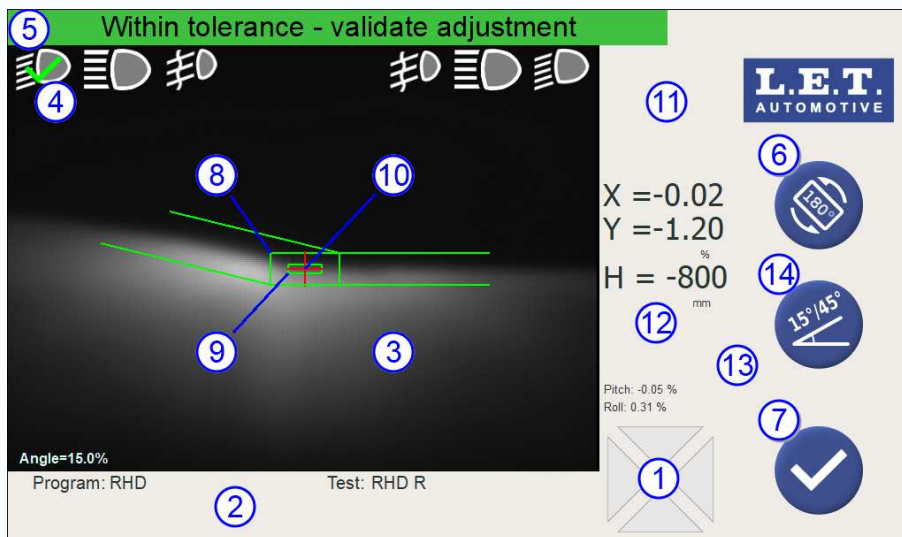 Within tolerance - validate adjustment
5
4
11
L.E.T.
AUTOMOTIVE
8
10
6
180°
X =-0.02
Y =-1.20
%
H = -800
mm
14
15°/45°
9
3
12
13
Pitch: -0.05 %
Roll: 0.31 %
7
Angle=15.0%
Program: RHD
Test: RHD R
2
1